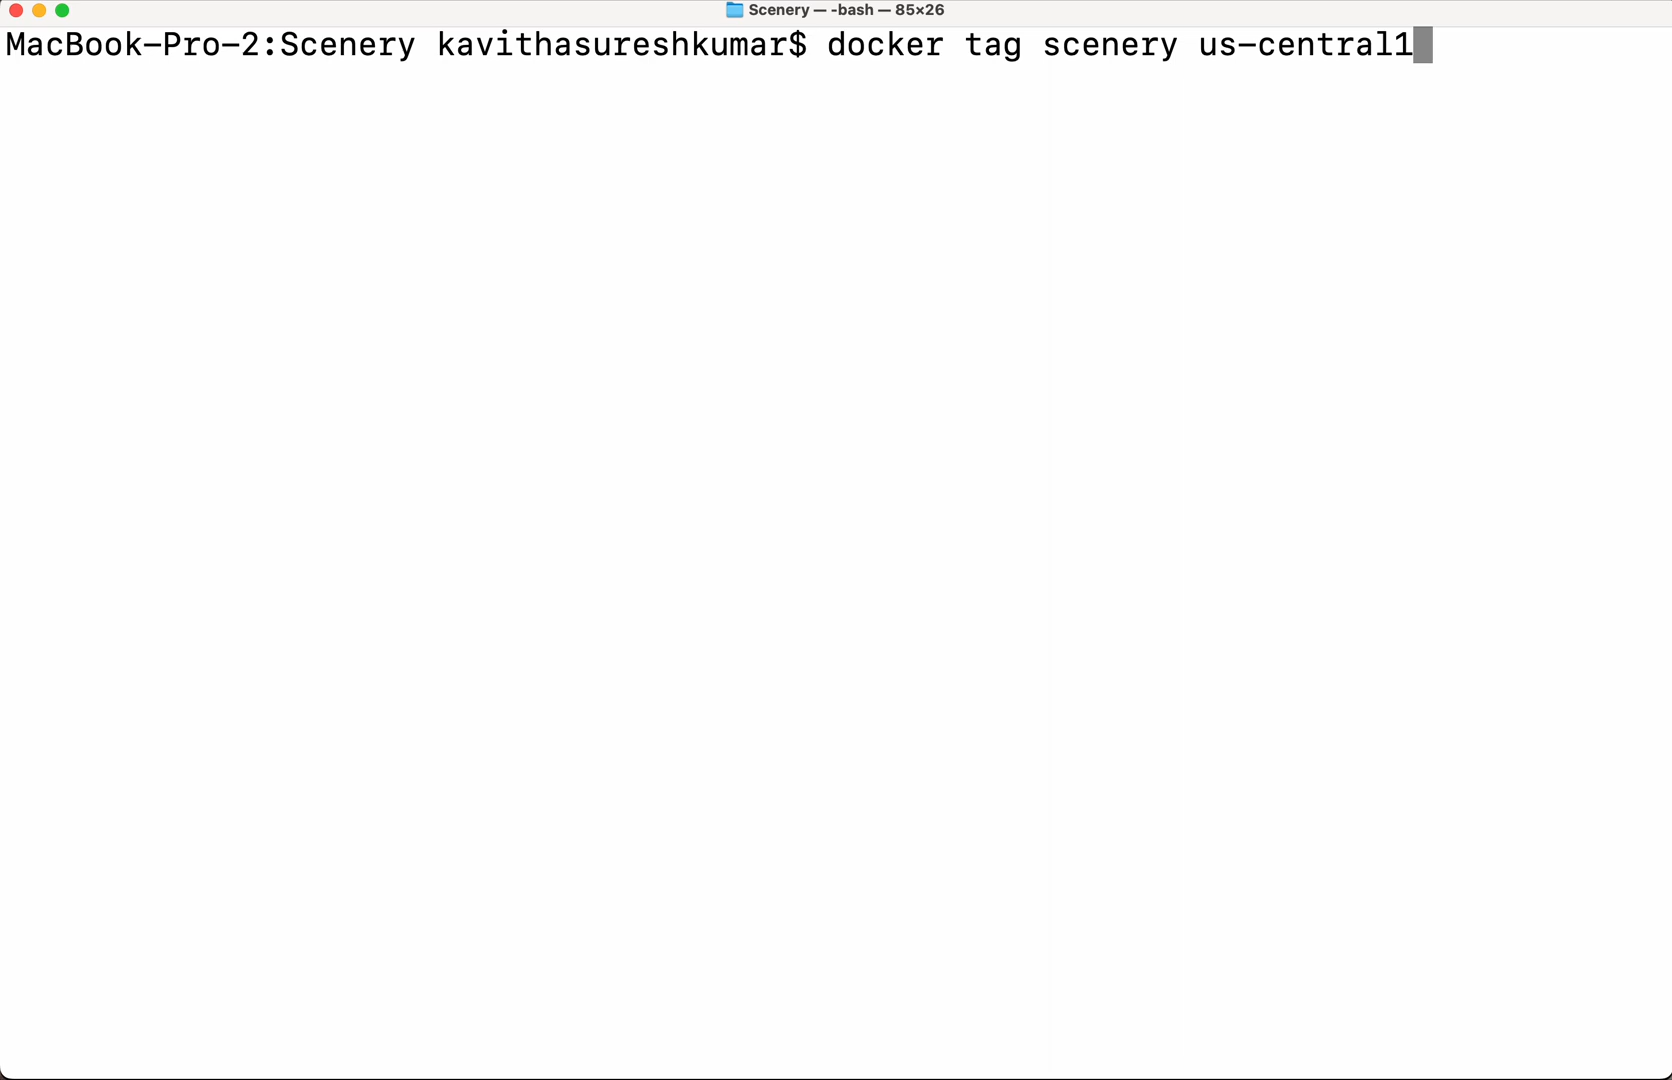 Scenery — -bash — 85×26
MacBook-Pro-2:Scenery kavithasureshkumar$ docker tag scenery us-central1